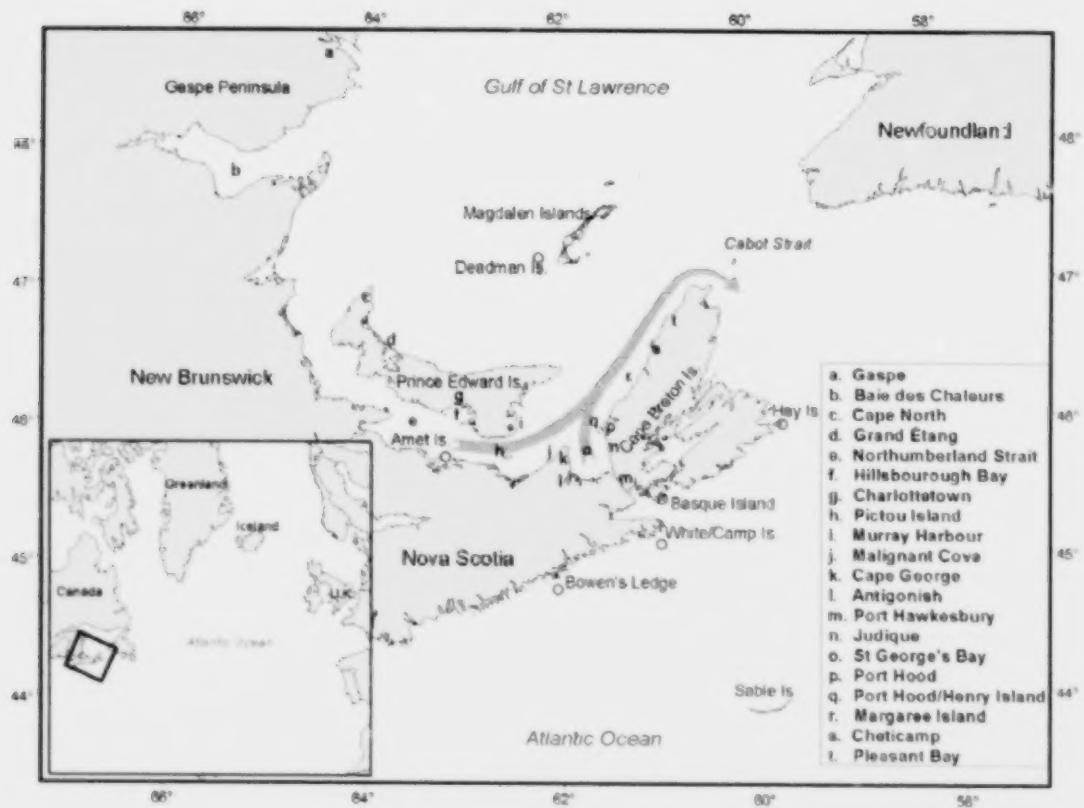 66° 64° 62° 60° 58°
a
Gaspe Peninsula
Gulf of St Lawrence
Newfoundland
48° 48°
b
Magdalen Islands
Cabot Strait
Deadman Is.
47° 47°
c
d
t
s
r
New Brunswick
Prince Edward Is.
Cape Breton Is.
g
f
i
e
q
p
Hay Is
46° 46°
Amet Is.
h
j
k
o
n
l
m
Basque Island
White/Camp Is.
Nova Scotia
Bowen's Ledge
45° 45°
Sable Is
44° 44°
Atlantic Ocean
Greenland
Iceland
Canada
U.K.
Atlantic Ocean
a. Gaspe
b. Baie des Chaleurs
c. Cape North
d. Grand Étang
e. Northumberland Strait
f. Hillsbourough Bay
g. Charlottetown
h. Pictou Island
i. Murray Harbour
j. Malignant Cove
k. Cape George
l. Antigonish
m. Port Hawkesbury
n. Judique
o. St George's Bay
p. Port Hood
q. Port Hood/Henry Island
r. Margaree Island
s. Cheticamp
t. Pleasant Bay
66° 64° 62° 60° 58°